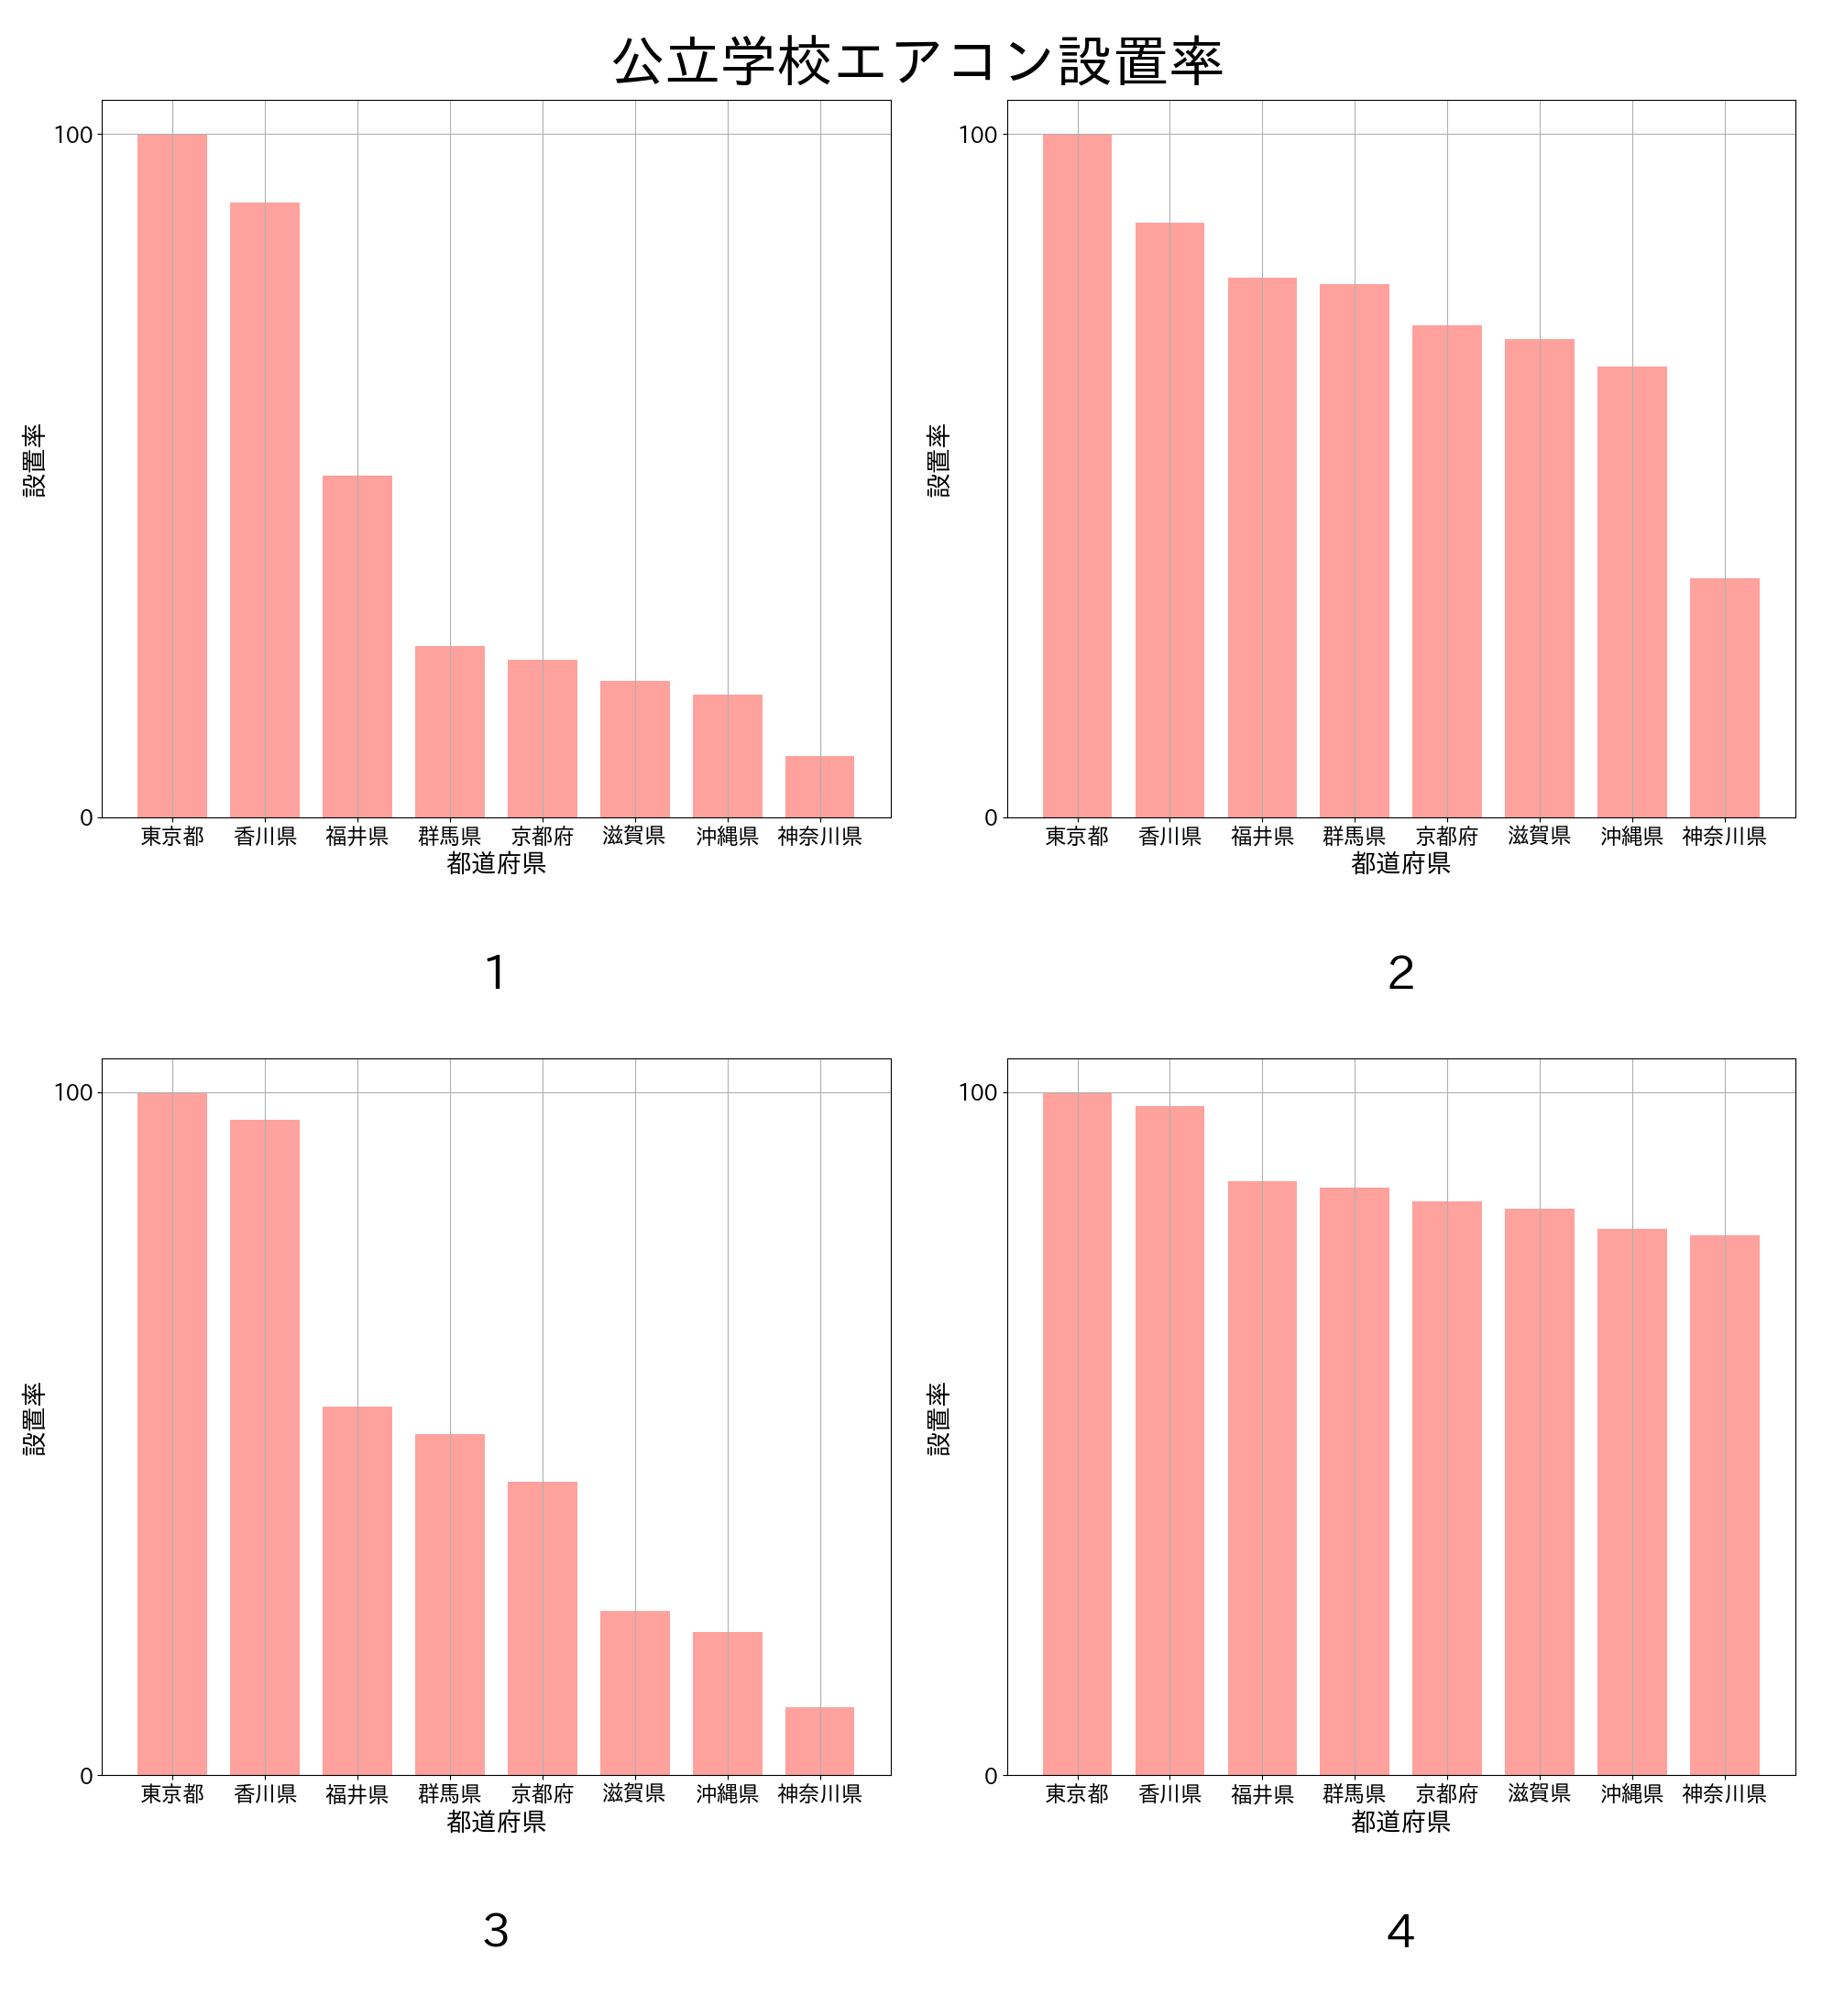 公立学校エアコン設置率
100
0
設置率
東京都 香川県 福井県 群馬県 京都府 滋賀県 沖縄県 神奈川県
都道府県
1
100
0
設置率
東京都 香川県 福井県 群馬県 京都府 滋賀県 沖縄県 神奈川県
都道府県
2
100
0
設置率
東京都 香川県 福井県 群馬県 京都府 滋賀県 沖縄県 神奈川県
都道府県
3
100
0
設置率
東京都 香川県 福井県 群馬県 京都府 滋賀県 沖縄県 神奈川県
都道府県
4